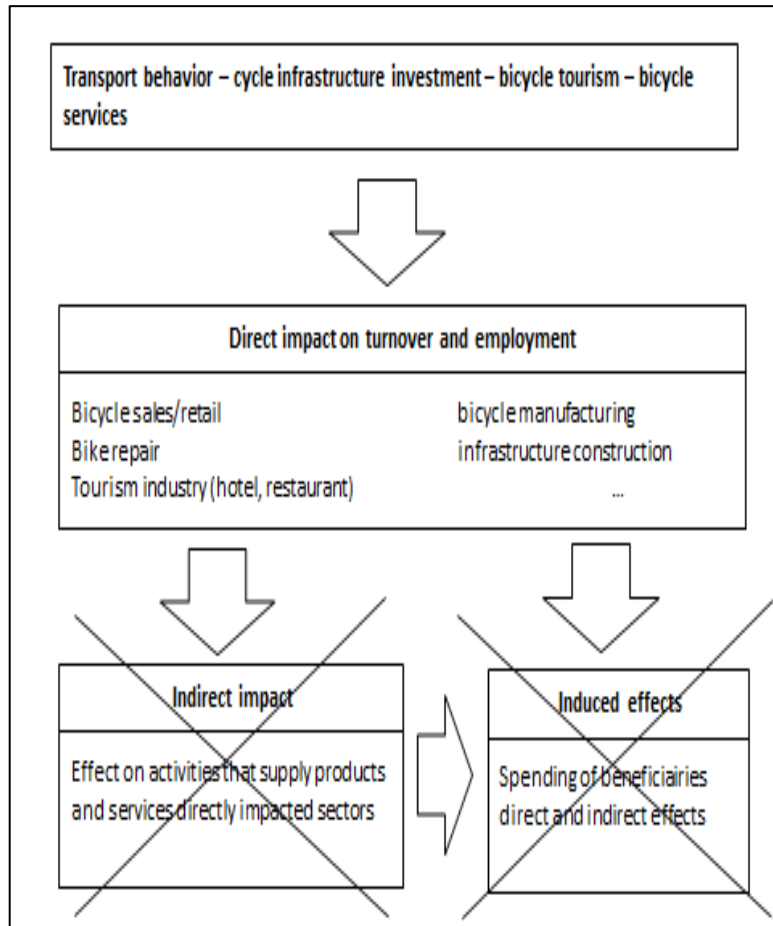 Transport behavior – cycle infrastructure investment – bicycle tourism – bicycle
services
Direct impact on turnover and employment
Bicycle sales/retail
bicycle manufacturing
Bike repair
infrastructure construction
Tourism industry (hotel, restaurant)
...
Indirect impact
Effect on activities that supply products
and services directly impacted sectors
Induced effects
Spending of beneficiairies
direct and indirect effects